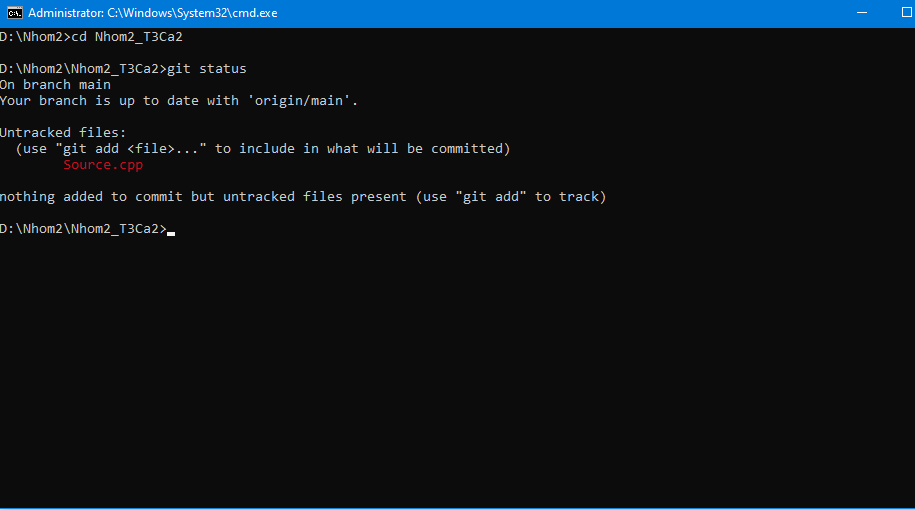 Administrator: C:\Windows\System32\cmd.exe
D:\Nhom2>cd Nhom2_T3Ca2
D:\Nhom2\Nhom2_T3Ca2>git status
On branch main
Your branch is up to date with 'origin/main'.
Untracked files:
  (use "git add <file>..." to include in what will be committed)
        Source.cpp
nothing added to commit but untracked files present (use "git add" to track)
D:\Nhom2\Nhom2_T3Ca2>